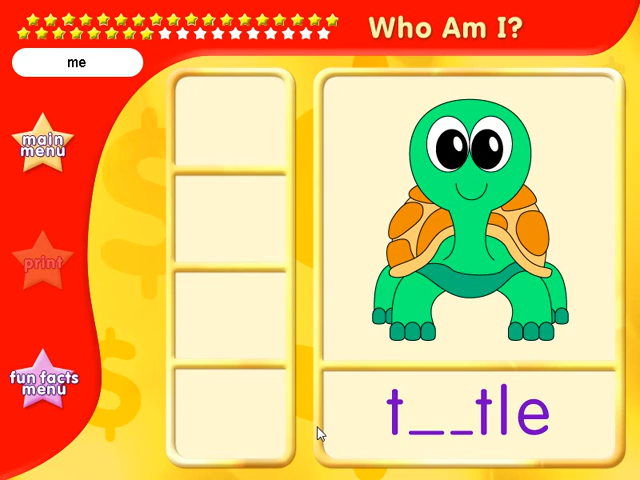 Who Am I?
me
main
menu
print
fun facts
menu
t__tle